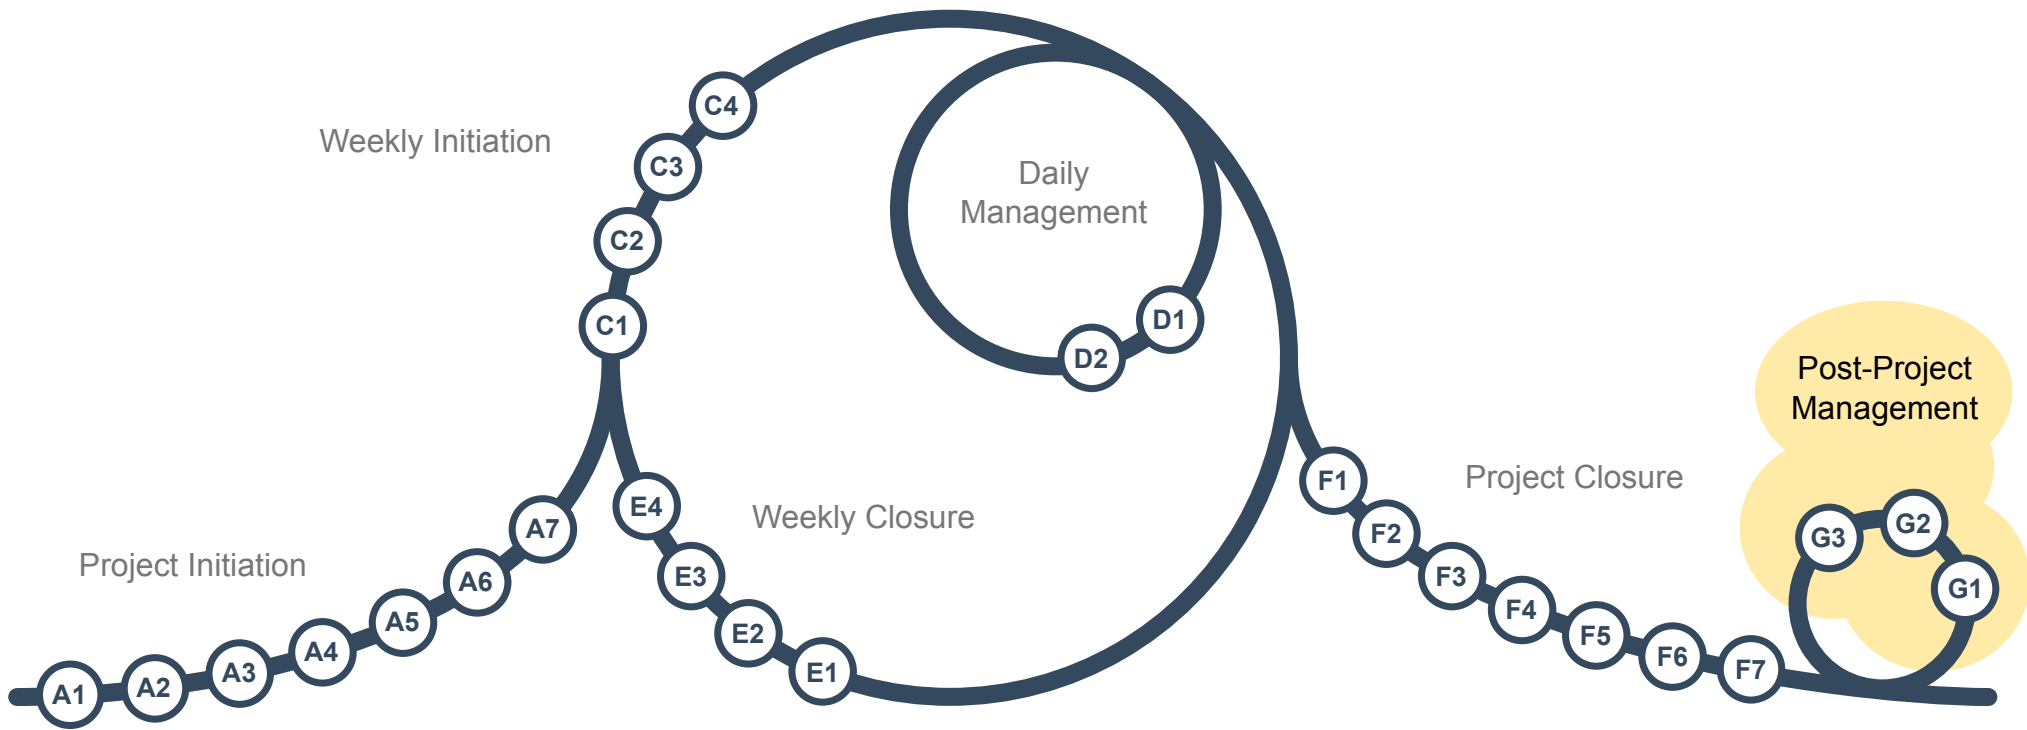 Project Initiation
A1
A2
A3
A4
A5
A6
A7
Weekly Initiation
C1
C2
C3
C4
Daily
Management
D1
D2
Weekly Closure
E1
E2
E3
E4
Project Closure
F1
F2
F3
F4
F5
F6
F7
Post-Project
Management
G1
G2
G3